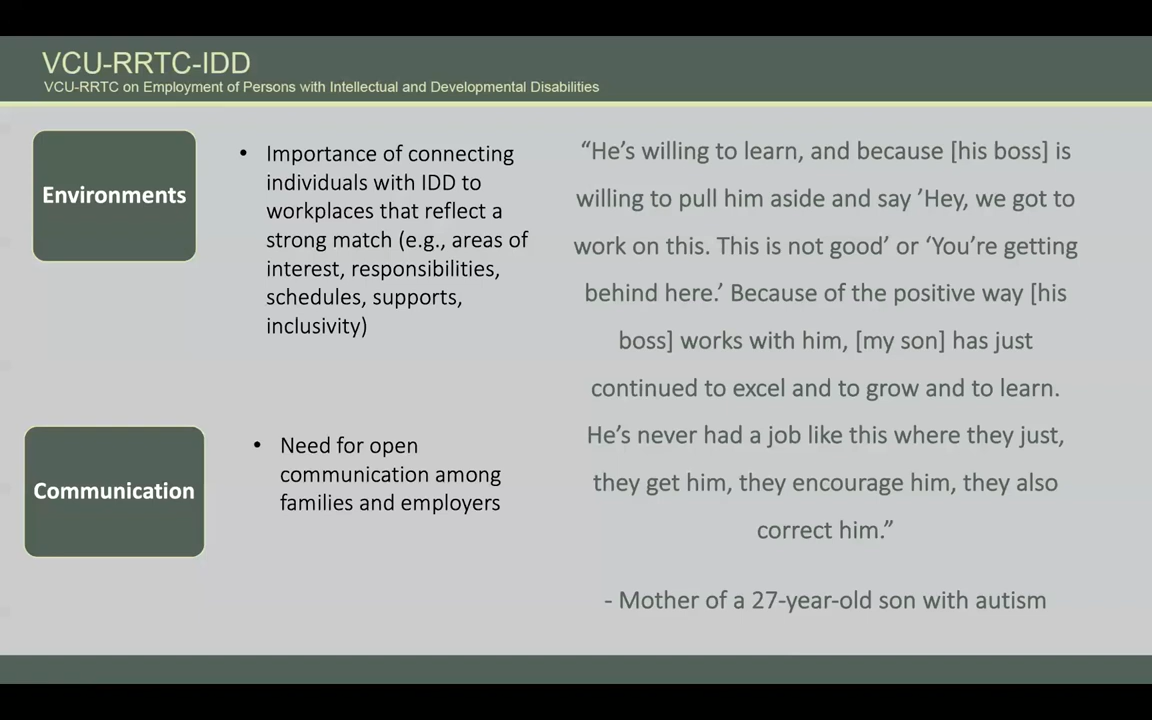 VCU-RRTC-IDD
VCU-RRTC on Employment of Persons with Intellectual and Developmental Disabilities
Environments
• Importance of connecting
individuals with IDD to
workplaces that reflect a
strong match (e.g., areas of
interest, responsibilities,
schedules, supports,
inclusivity)
Communication
• Need for open
communication among
families and employers
“He’s willing to learn, and because [his boss] is
willing to pull him aside and say ’Hey, we got to
work on this. This is not good’ or ‘You’re getting
behind here.’ Because of the positive way [his
boss] works with him, [my son] has just
continued to excel and to grow and to learn.
He’s never had a job like this where they just,
they get him, they encourage him, they also
correct him.”
- Mother of a 27-year-old son with autism